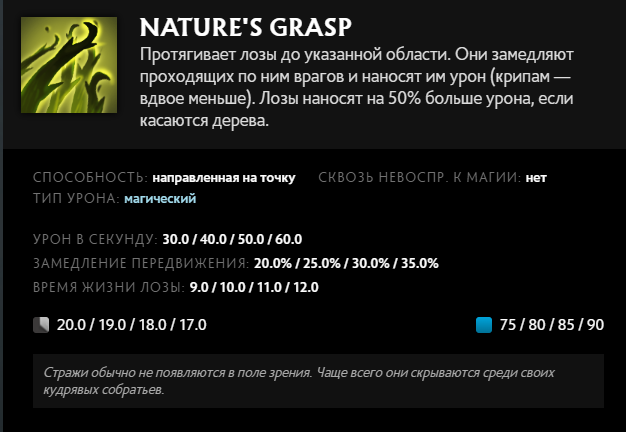 NATURE'S GRASP
Протягивает лозы до указанной области. Они замедляют
проходящих по ним врагов и наносят им урон (крипам —
вдвое меньше). Лозы наносят на 50% больше урона, если
касаются дерева.
СПОСОБНОСТЬ: направленная на точку СКВОЗЬ НЕВОСПР. К МАГИИ: нет
ТИП УРОНА: магический
УРОН В СЕКУНДУ: 30.0 / 40.0 / 50.0 / 60.0
ЗАМЕДЛЕНИЕ ПЕРЕДВИЖЕНИЯ: 20.0% / 25.0% / 30.0% / 35.0%
ВРЕМЯ ЖИЗНИ ЛОЗЫ: 9.0 / 10.0 / 11.0 / 12.0
20.0 / 19.0 / 18.0 / 17.0 75 / 80 / 85 / 90
Стражи обычно не появляются в поле зрения. Чаще всего они скрываются среди своих
кудрявых собратьев.